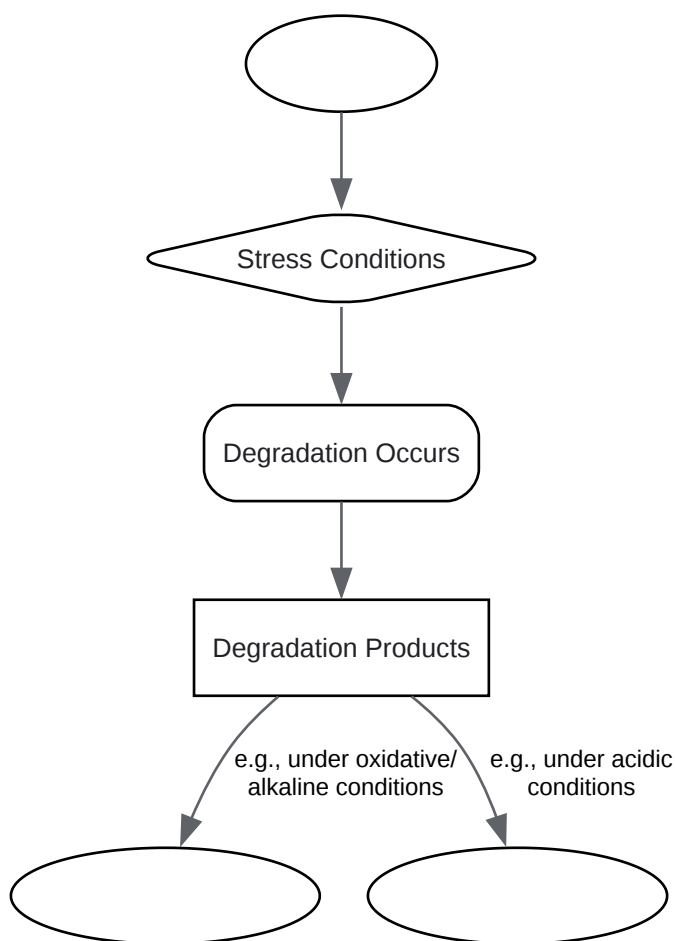 Stress Conditions
Degradation Occurs
Degradation Products
e.g., under oxidative/
alkaline conditions
e.g., under acidic
conditions